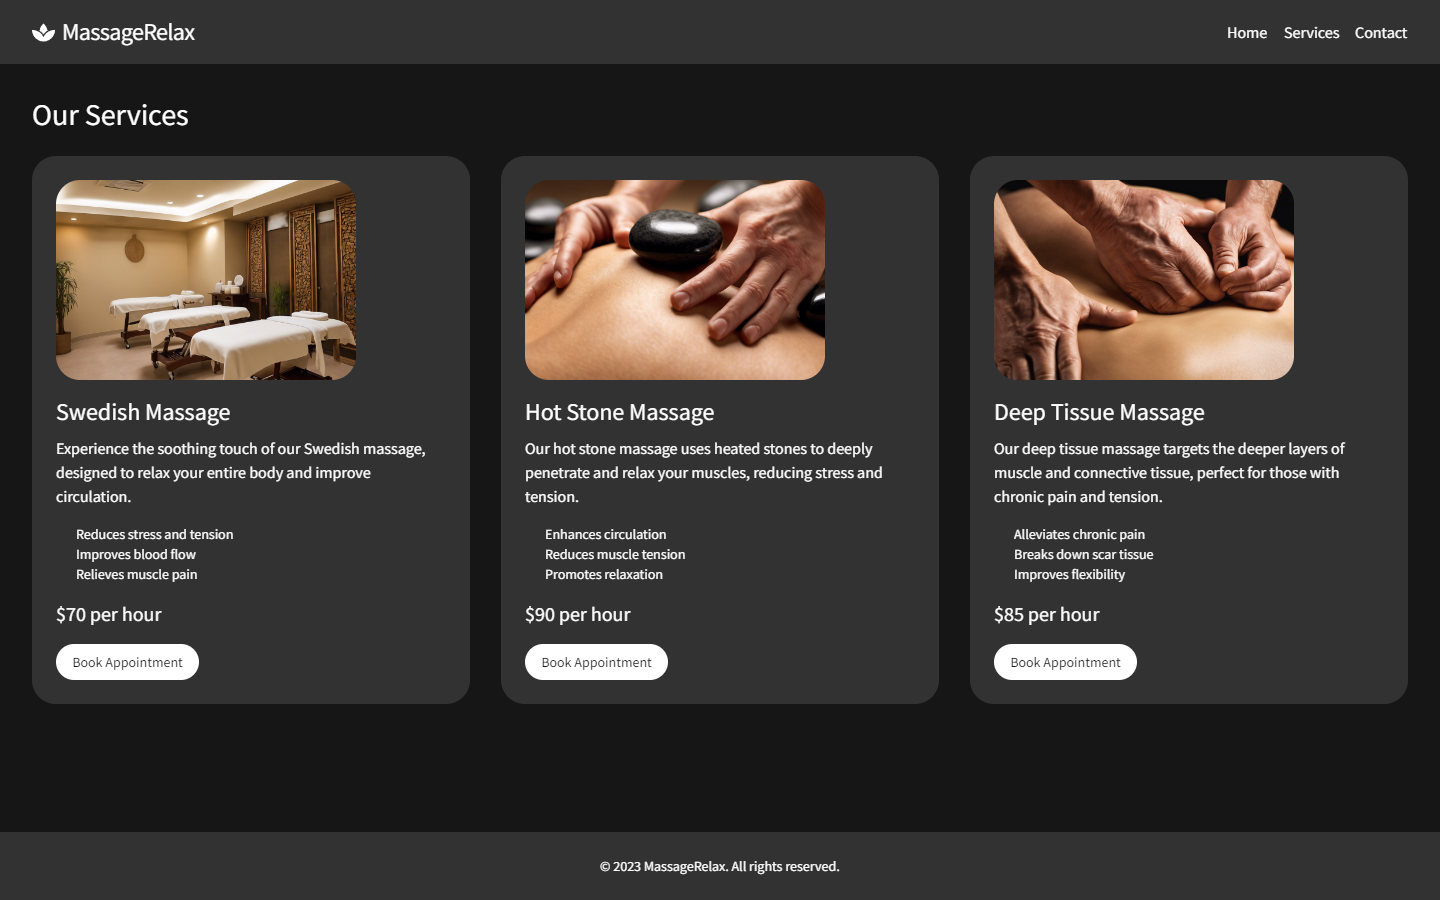 MassageRelax
Home Services Contact
Our Services
Swedish Massage
Experience the soothing touch of our Swedish massage,
designed to relax your entire body and improve
circulation.
Reduces stress and tension
Improves blood flow
Relieves muscle pain
$70 per hour
Book Appointment
Hot Stone Massage
Our hot stone massage uses heated stones to deeply
penetrate and relax your muscles, reducing stress and
tension.
Enhances circulation
Reduces muscle tension
Promotes relaxation
$90 per hour
Book Appointment
Deep Tissue Massage
Our deep tissue massage targets the deeper layers of
muscle and connective tissue, perfect for those with
chronic pain and tension.
Alleviates chronic pain
Breaks down scar tissue
Improves flexibility
$85 per hour
Book Appointment
© 2023 MassageRelax. All rights reserved.